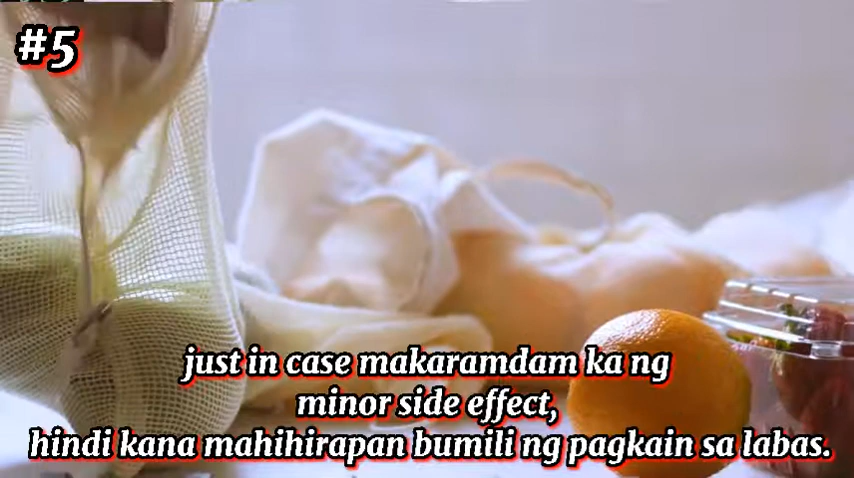 #5
just in case makaramdam ka ng
minor side effect,
hindi kana mahihirapan bumili ng pagkain sa labas.